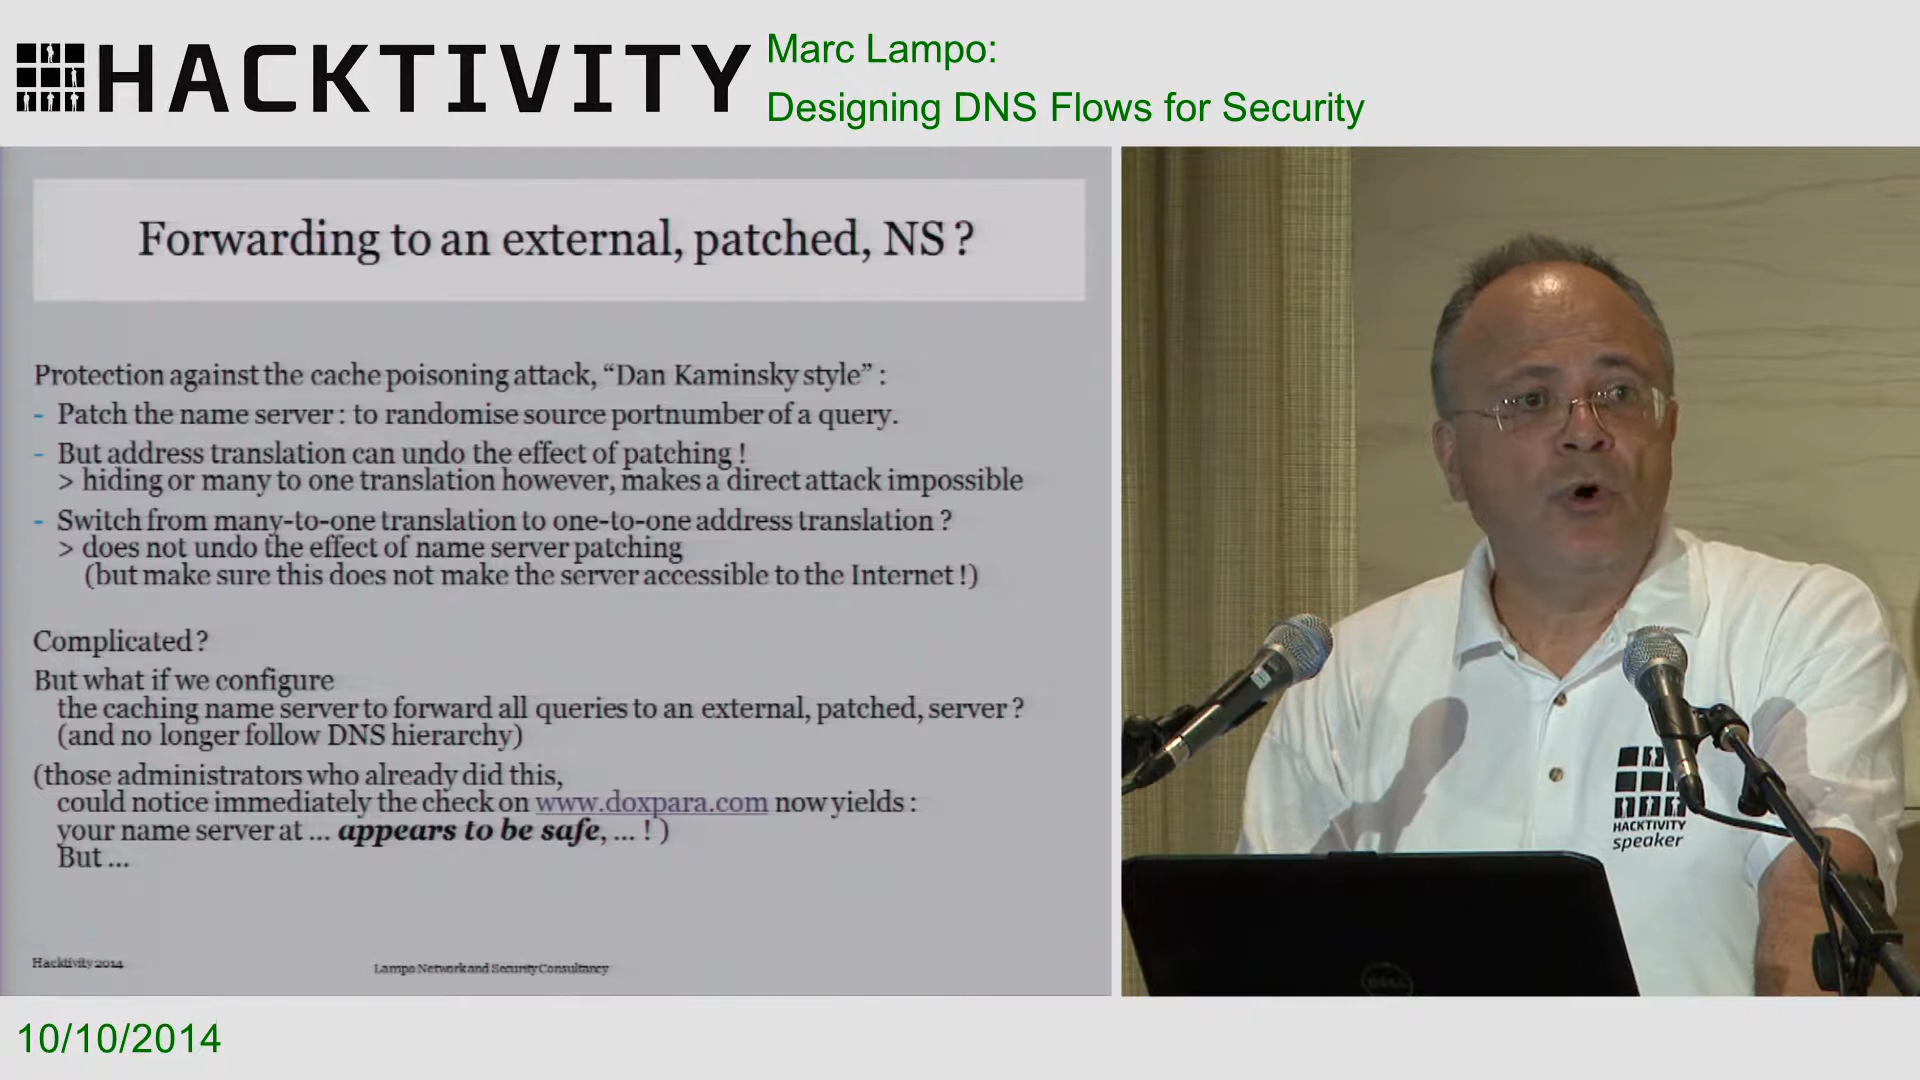 HACKTIVITY
Marc Lampo:
Designing DNS Flows for Security
Forwarding to an external, patched, NS ?
Protection against the cache poisoning attack, “Dan Kaminsky style” :
- Patch the name server : to randomise source portnumber of a query.
- But address translation can undo the effect of patching !
> hiding or many to one translation however, makes a direct attack impossible
- Switch from many-to-one translation to one-to-one address translation ?
> does not undo the effect of name server patching
(but make sure this does not make the server accessible to the Internet !)
Complicated ?
But what if we configure
the caching name server to forward all queries to an external, patched, server ?
(and no longer follow DNS hierarchy)
(those administrators who already did this,
could notice immediately the check on www.doxpara.com now yields :
your name server at ... appears to be safe, ... ! )
But ...
Hacktivity 2014
Lampo Network and Security Consultancy
HACKTIVITY
speaker
DELL
10/10/2014